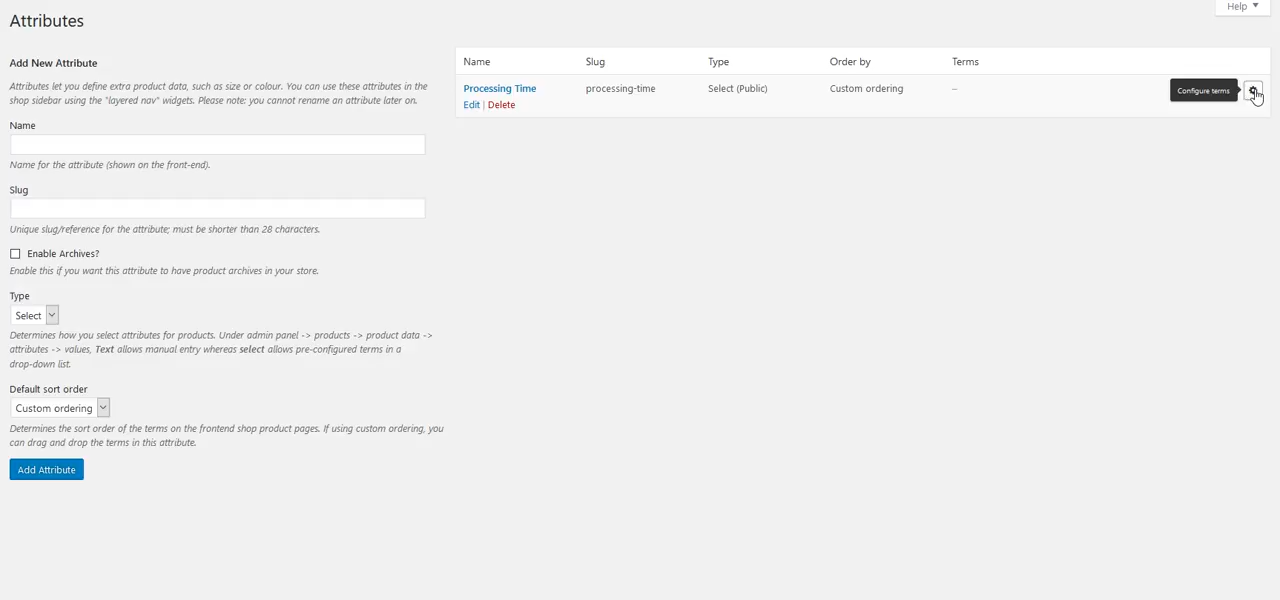 Help
Attributes
Add New Attribute
Attributes let you define extra product data, such as size or colour. You can use these attributes in the
shop sidebar using the "layered nav" widgets. Please note: you cannot rename an attribute later on.
Name
Name for the attribute (shown on the front-end).
Slug
Unique slug/reference for the attribute; must be shorter than 28 characters.
Enable Archives?
Enable this if you want this attribute to have product archives in your store.
Type
Select
Determines how you select attributes for products. Under admin panel -> products -> product data ->
attributes -> values, Text allows manual entry whereas select allows pre-configured terms in a
drop-down list.
Default sort order
Custom ordering
Determines the sort order of the terms on the frontend shop product pages. If using custom ordering, you
can drag and drop the terms in this attribute.
Add Attribute
Name Slug Type Order by Terms
Processing Time processing-time Select (Public) Custom ordering – Configure terms
Edit | Delete